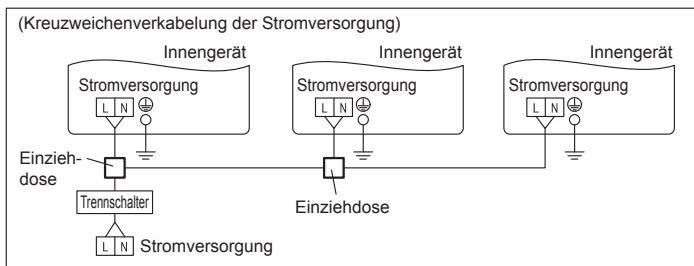 (Kreuzweichenverkabelung der Stromversorgung)
Innengerät
Innengerät
Innengerät
Stromversorgung
Stromversorgung
Stromversorgung
L N
L N
L N
Einzieh-
dose
Einziehdose
Trennschalter
L N Stromversorgung